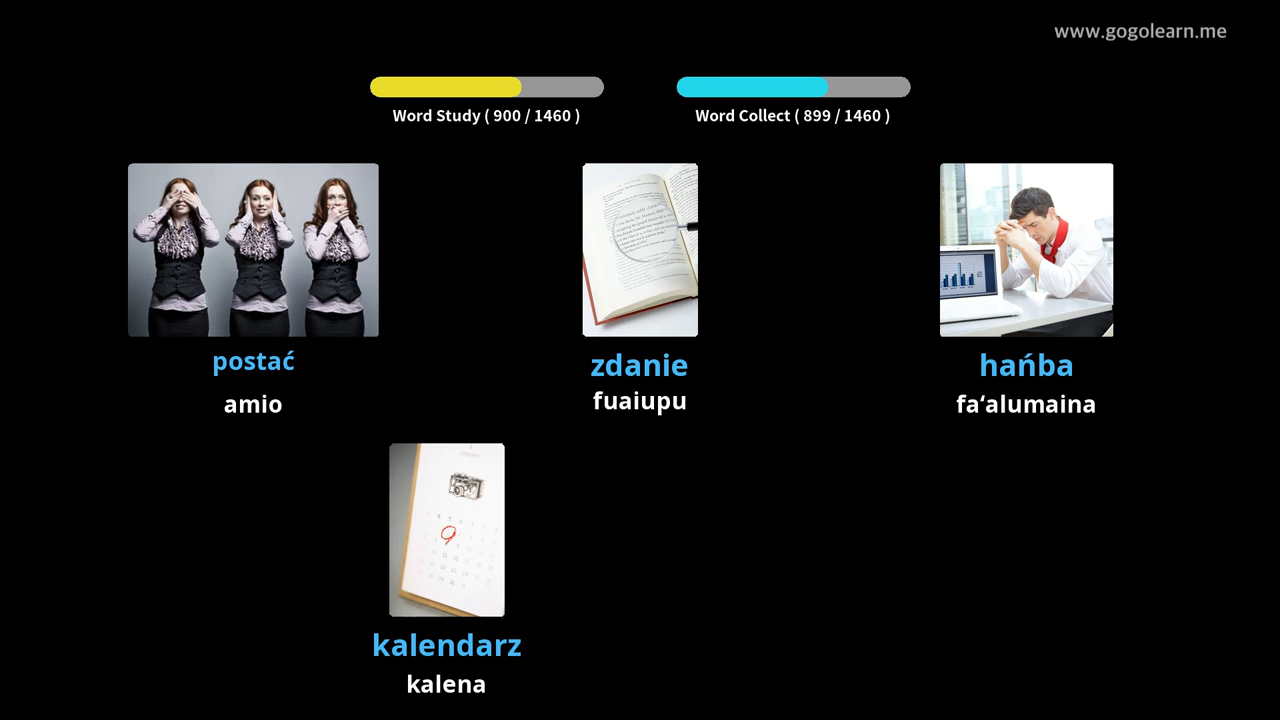 www.gogolearn.me
Word Study ( 900 / 1460 )
Word Collect ( 899 / 1460 )
postać
amio
zdanie
fuaiupu
hańba
faʻalumaina
kalendarz
kalena